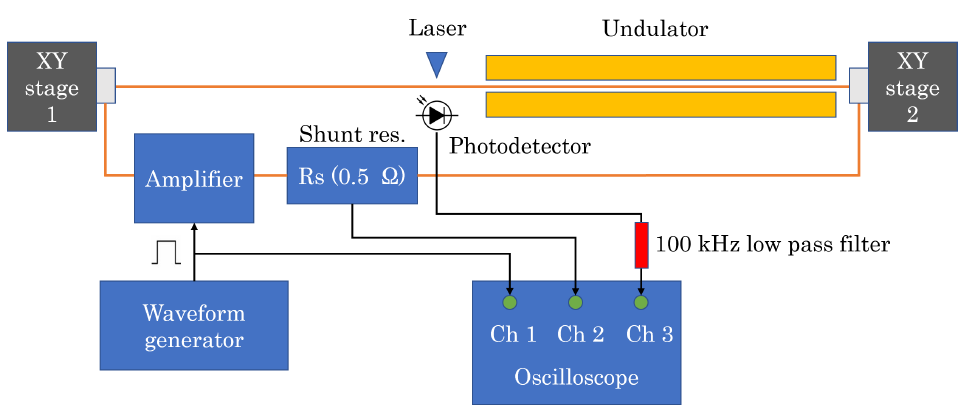 Laser
Undulator
XY
stage
1
XY
stage
2
Shunt res.
Photodetector
Amplifier
Rs (0.5 Ω)
100 kHz low pass filter
Waveform
generator
Ch 1
Ch 2
Ch 3
Oscilloscope